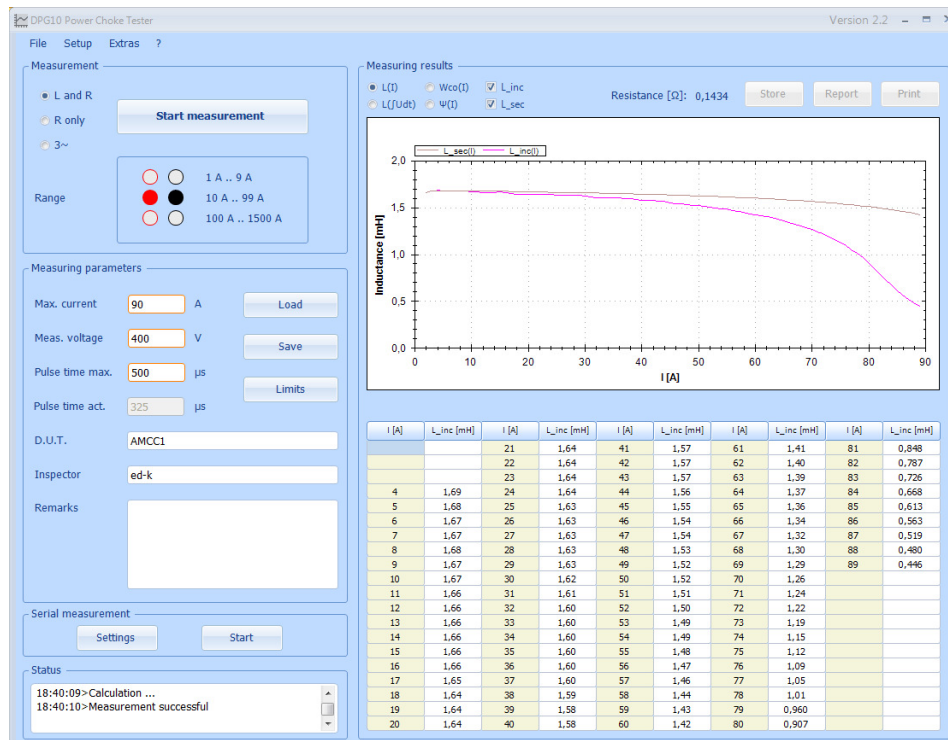 DPG10 Power Choke Tester Version 2.2
File Setup Extras ?
Measurement
L and R
R only
3~
Start measurement
Range
1 A .. 9 A
10 A .. 99 A
100 A .. 1500 A
Measuring parameters
Max. current 90 A Load
Meas. voltage 400 V Save
Pulse time max. 500 µs Limits
Pulse time act. 325 µs
D.U.T. AMCC1
Inspector ed-k
Remarks
Serial measurement
Settings Start
Status
18:40:09>Calculation ...
18:40:10>Measurement successful
Measuring results
L(I) Wco(I) L_inc
L(∫Udt) Ψ(I) L_sec
Resistance [Ω]: 0,1434 Store Report Print
L_sec(I) L_inc(I)
2,0
1,5
1,0
0,5
0,0
Inductance [mH]
0 10 20 30 40 50 60 70 80 90
I [A]
I [A] L_inc [mH] I [A] L_inc [mH] I [A] L_inc [mH] I [A] L_inc [mH] I [A] L_inc [mH]
21 1,64 41 1,57 61 1,41 81 0,848
22 1,64 42 1,57 62 1,40 82 0,787
23 1,64 43 1,57 63 1,39 83 0,726
4 1,69 24 1,64 44 1,56 64 1,37 84 0,668
5 1,68 25 1,63 45 1,55 65 1,36 85 0,613
6 1,67 26 1,63 46 1,54 66 1,34 86 0,563
7 1,67 27 1,63 47 1,54 67 1,32 87 0,519
8 1,68 28 1,63 48 1,53 68 1,30 88 0,480
9 1,67 29 1,63 49 1,52 69 1,29 89 0,446
10 1,67 30 1,62 50 1,52 70 1,26
11 1,66 31 1,61 51 1,51 71 1,24
12 1,66 32 1,60 52 1,50 72 1,22
13 1,66 33 1,60 53 1,49 73 1,19
14 1,66 34 1,60 54 1,49 74 1,15
15 1,66 35 1,60 55 1,48 75 1,12
16 1,66 36 1,60 56 1,47 76 1,09
17 1,65 37 1,60 57 1,46 77 1,05
18 1,64 38 1,59 58 1,44 78 1,01
19 1,64 39 1,58 59 1,43 79 0,960
20 1,64 40 1,58 60 1,42 80 0,907